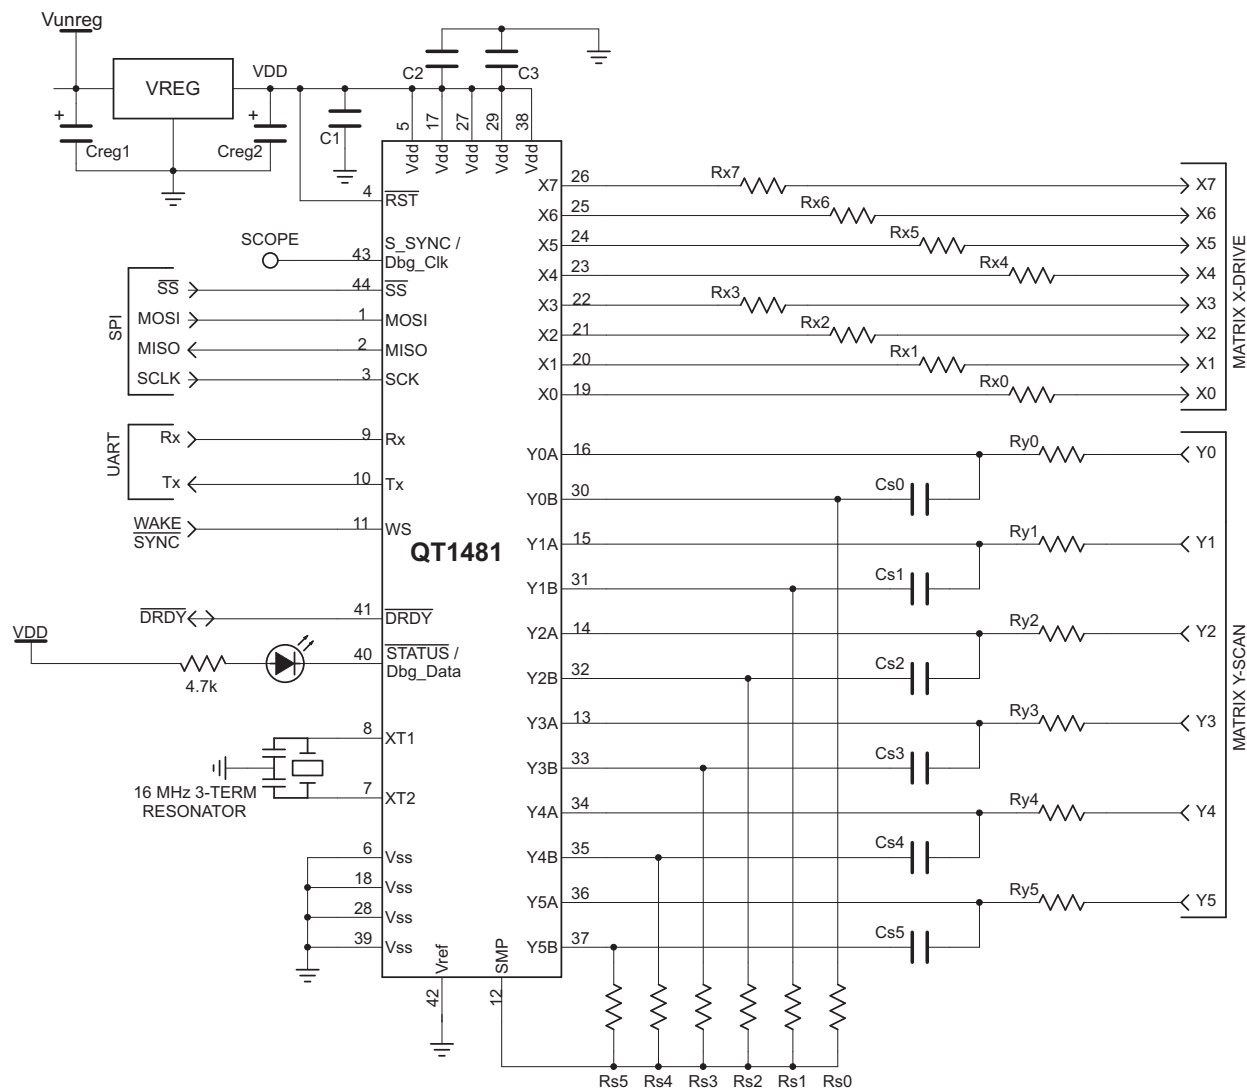 Vunreg
VREG
VDD
Creg1
Creg2
C1
C2
C3
5
17
27
29
38
Vdd
Vdd
Vdd
Vdd
Vdd
4
RST
SCOPE
43
S_SYNC /
Dbg_Clk
SPI
SS
44
SS
MOSI
1
MOSI
MISO
2
MISO
SCLK
3
SCK
UART
Rx
9
Rx
Tx
10
Tx
WAKE
SYNC
11
WS
QT1481
DRDY
41
DRDY
VDD
4.7k
40
STATUS /
Dbg_Data
8
XT1
16 MHz 3-TERM
RESONATOR
7
XT2
6
Vss
18
Vss
28
Vss
39
Vss
Vref
42
SMP
12
X7
26
Rx7
X7
X6
25
Rx6
X6
X5
24
Rx5
X5
X4
23
Rx4
X4
X3
22
Rx3
X3
X2
21
Rx2
X2
X1
20
Rx1
X1
X0
19
Rx0
X0
MATRIX X-DRIVE
Y0A
16
Ry0
Y0
Y0B
30
Cs0
Y1A
15
Ry1
Y1
Y1B
31
Cs1
Y2A
14
Ry2
Y2
Y2B
32
Cs2
Y3A
13
Ry3
Y3
Y3B
33
Cs3
Y4A
34
Ry4
Y4
Y4B
35
Cs4
Y5A
36
Ry5
Y5
Y5B
37
Cs5
MATRIX Y-SCAN
Rs5
Rs4
Rs3
Rs2
Rs1
Rs0